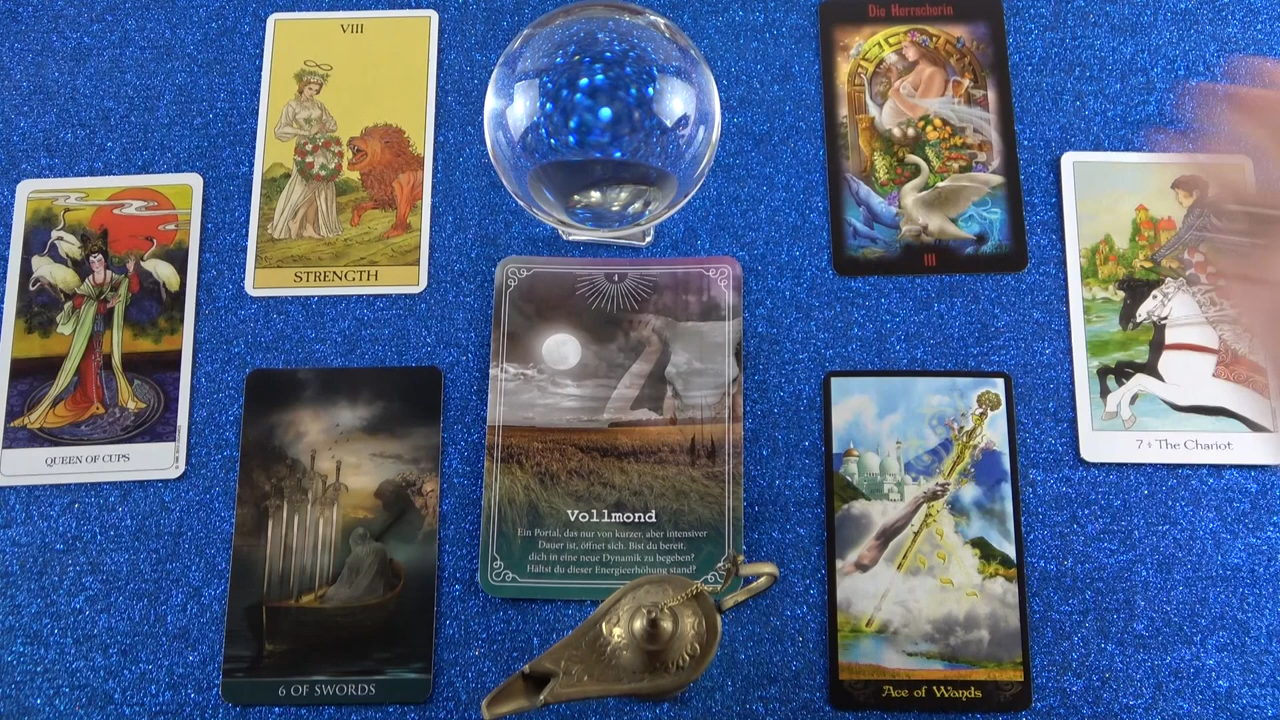 VIII
STRENGTH
Die Herrscherin
III
QUEEN OF CUPS
7 The Chariot
4
Vollmond
Ein Portal, das nur von kurzer, aber intensiver
Dauer ist, öffnet sich. Bist du bereit,
dich in eine neue Dynamik zu begeben?
Hältst du dieser Energieerhöhung stand?
6 OF SWORDS
Ace of Wands